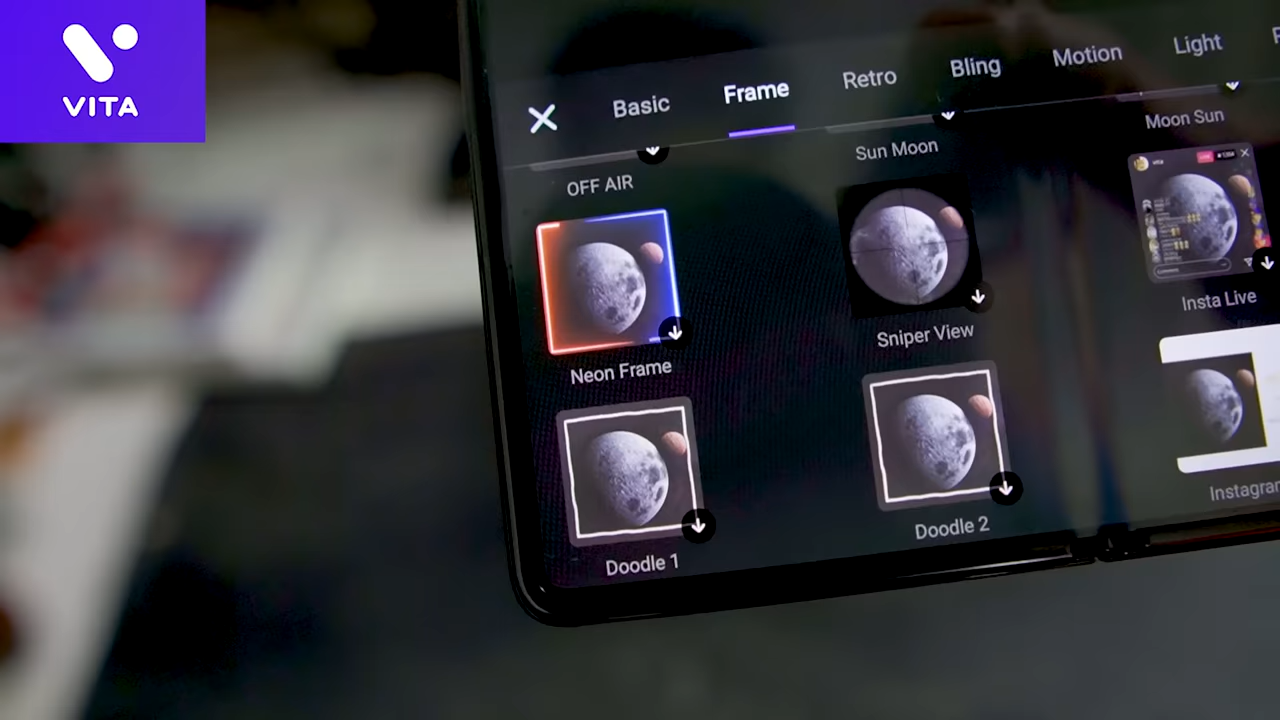 VITA
Basic
Frame
Retro
Bling
Motion
Light
OFF AIR
Sun Moon
Moon Sun
Neon Frame
Sniper View
Insta Live
Doodle 1
Doodle 2
Instagram